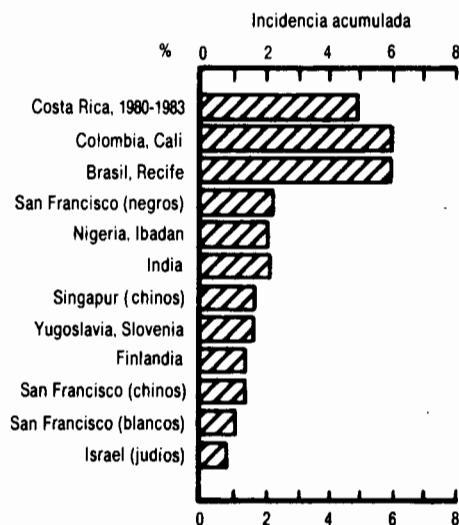 Incidencia acumulada
% 0 2 4 6 8
Costa Rica, 1980-1983
Colombia, Cali
Brasil, Recife
San Francisco (negros)
Nigeria, Ibadan
India
Singapur (chinos)
Yugoslavia, Slovenia
Finlandia
San Francisco (chinos)
San Francisco (blancos)
Israel (judios)
0 2 4 6 8